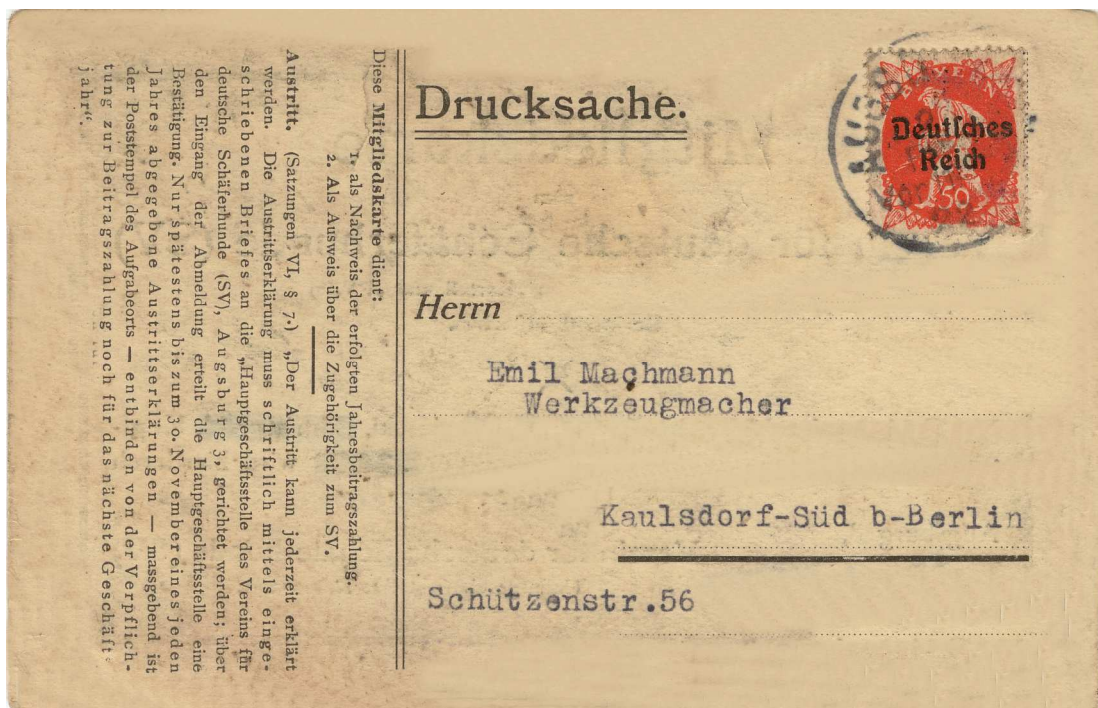 Diese Mitgliedskarte dient:
1. als Nachweis der erfolgten Jahresbeitragszahlung.
2. Als Ausweis über die Zugehörigkeit zum SV.
Austritt. (Satzungen VI, § 7.) „Der Austritt kann jederzeit erklärt
werden. Die Austrittserklärung muss schriftlich mittels einge-
schriebenen Briefes an die „Hauptgeschäftsstelle des Vereins für
deutsche Schäferhunde (SV), Augsburg 3, gerichtet werden; über
den Eingang der Abmeldung erteilt die Hauptgeschäftsstelle eine
Bestätigung. Nur spätestens bis zum 30. November eines jeden
Jahres abgegebene Austrittserklärungen — massgebend ist
der Poststempel des Aufgabeorts — entbinden von der Verpflich-
tung zur Beitragszahlung noch für das nächste Geschäft
jahr“.
Drucksache.
BAYERN
Deutsches
Reich
50
Herrn
Emil Machmann
Werkzeugmacher
Kaulsdorf-Süd b-Berlin
Schützenstr.56